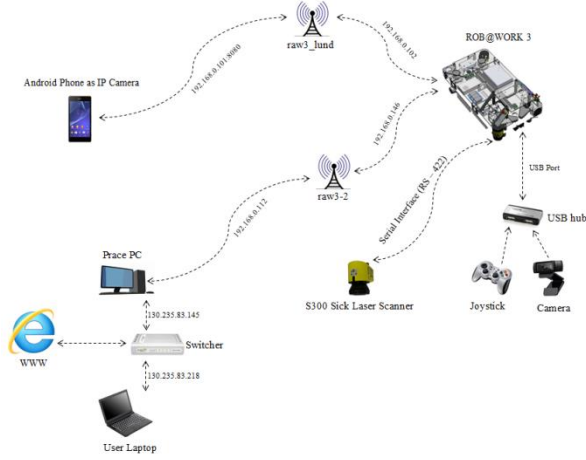 raw3_lund
ROB@WORK 3
192.168.0.102
Android Phone as IP Camera
192.168.0.101:8080
192.168.0.146
USB Port
raw3-2
Serial Interface (RS – 422)
USB hub
192.168.0.112
Prace PC
S300 Sick Laser Scanner
Joystick
Camera
130.235.83.145
Switcher
WWW
130.235.83.218
User Laptop